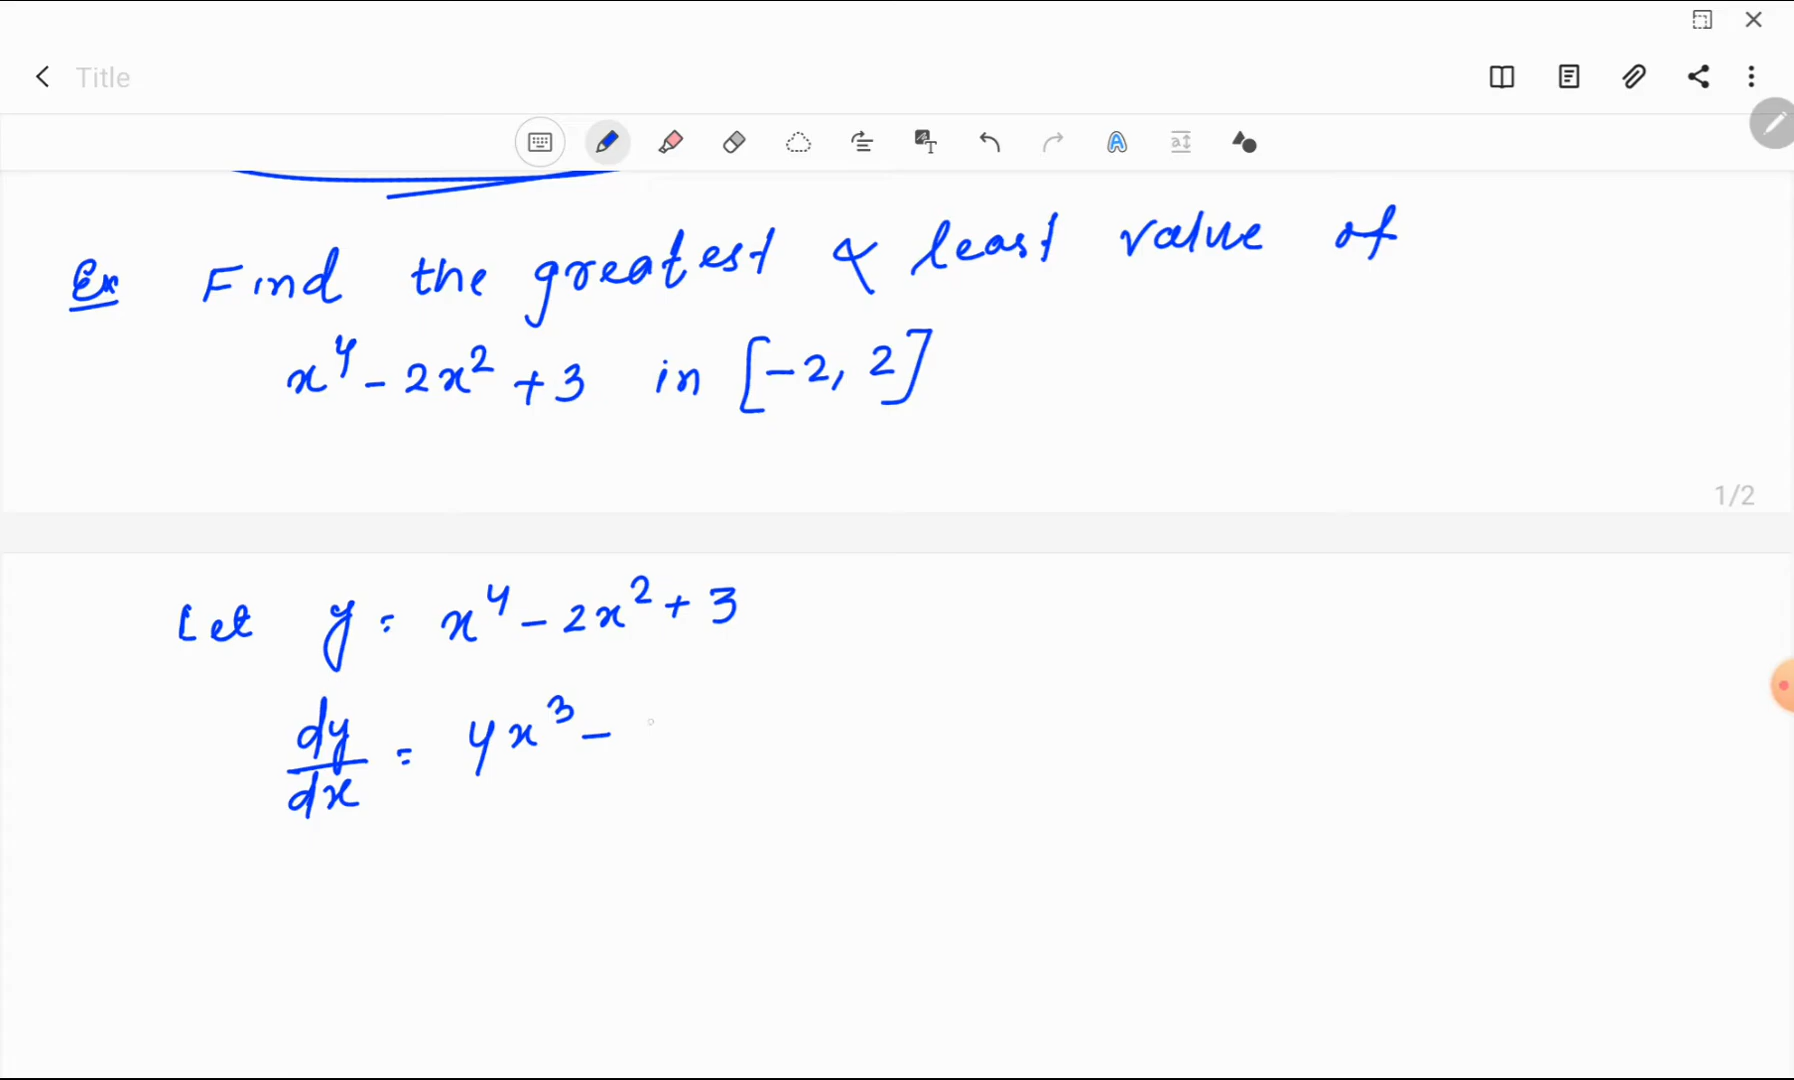 Title
Ex Find the greatest & least value of
x⁴ - 2x² + 3 in [-2, 2]
1/2
Let y = x⁴ - 2x² + 3
dy/dx = 4x³ -